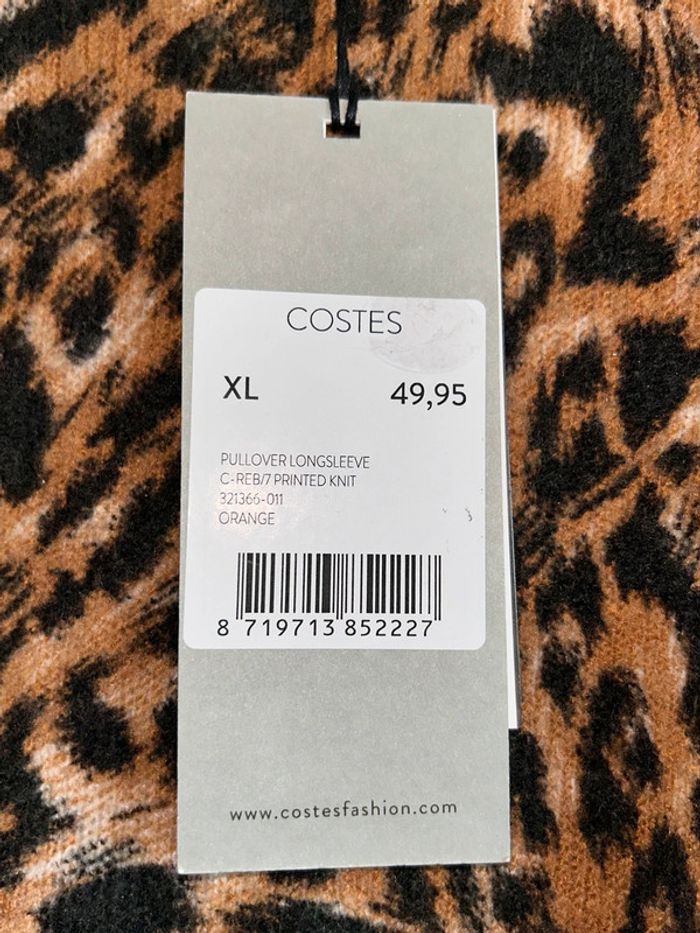 COSTES
XL 49,95
PULLOVER LONGSLEEVE
C-REB/7 PRINTED KNIT
321366-011
ORANGE
8 719713 852227
www.costesfashion.com